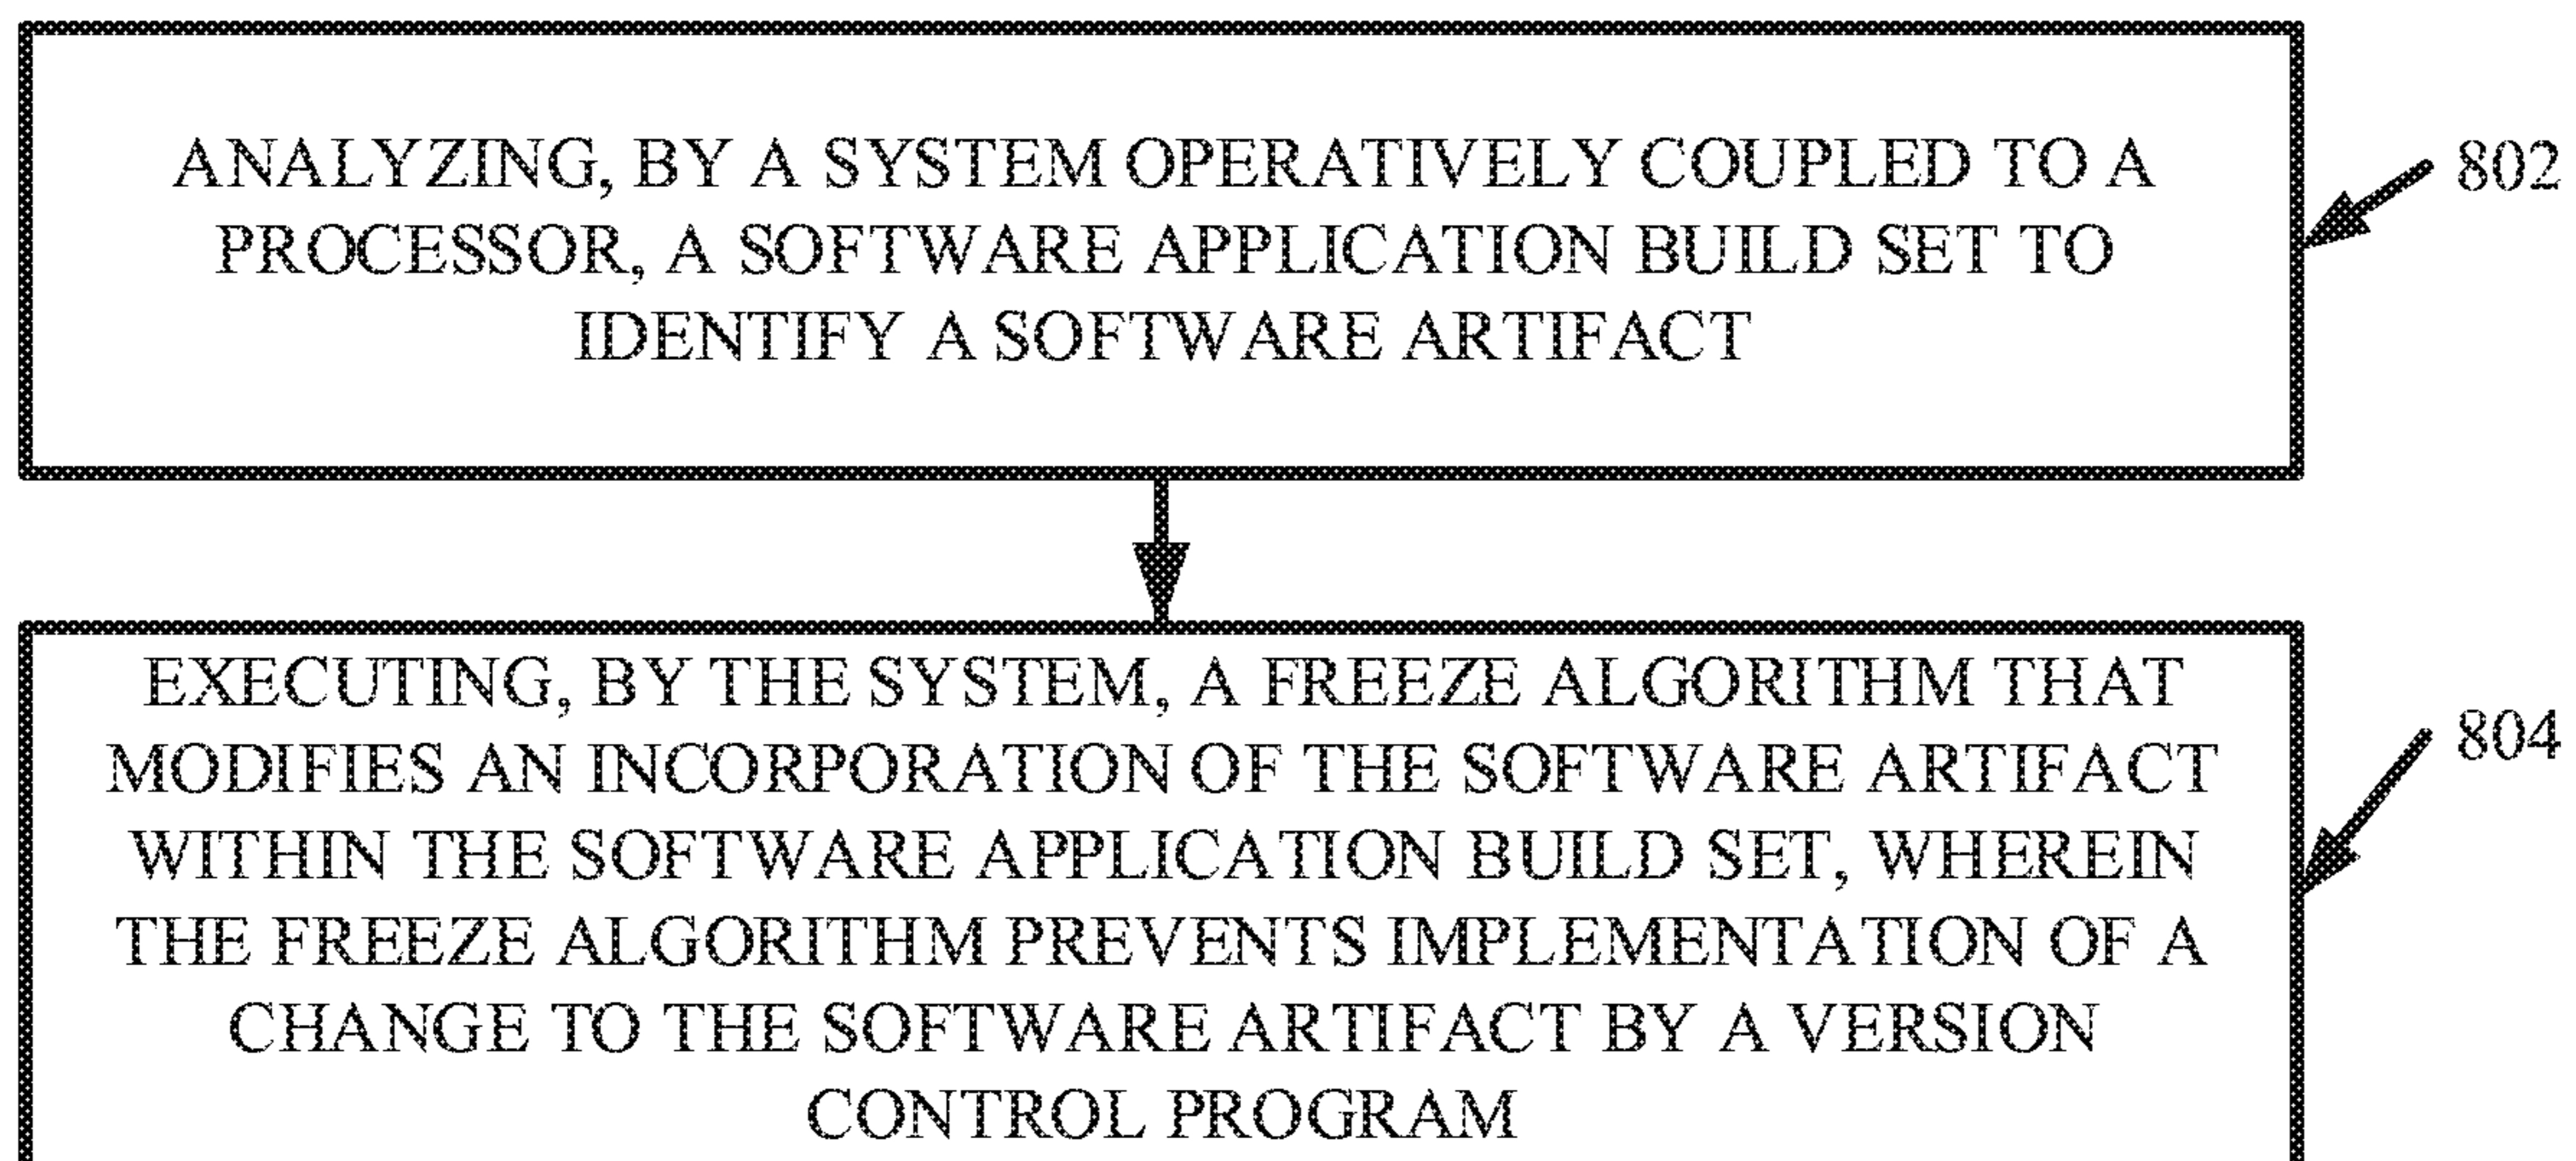 ANALYZING, BY A SYSTEM OPERATIVELY COUPLED TO A
PROCESSOR, A SOFTWARE APPLICATION BUILD SET TO
IDENTIFY A SOFTWARE ARTIFACT
802
EXECUTING, BY THE SYSTEM, A FREEZE ALGORITHM THAT
MODIFIES AN INCORPORATION OF THE SOFTWARE ARTIFACT
WITHIN THE SOFTWARE APPLICATION BUILD SET, WHEREIN
THE FREEZE ALGORITHM PREVENTS IMPLEMENTATION OF A
CHANGE TO THE SOFTWARE ARTIFACT BY A VERSION
CONTROL PROGRAM
804